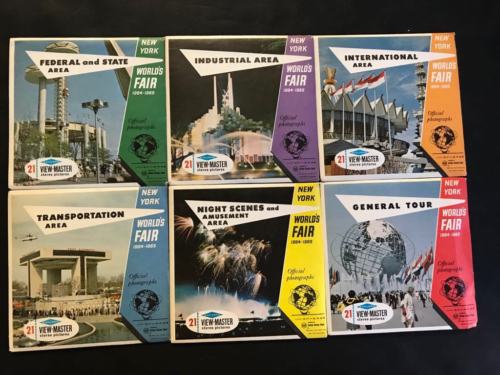 FEDERAL and STATE
AREA
NEW
YORK
WORLD'S
FAIR
1964-1965
Official
photographs
21
VIEW-MASTER
stereo pictures
INDUSTRIAL AREA
NEW
YORK
WORLD'S
FAIR
1964-1965
Official
photographs
21
VIEW-MASTER
stereo pictures
INTERNATIONAL
AREA
NEW
YORK
WORLD'S
FAIR
1964-1965
Official
photographs
21
VIEW-MASTER
stereo pictures
TRANSPORTATION
AREA
NEW
YORK
WORLD'S
FAIR
1964-1965
Official
photographs
21
VIEW-MASTER
stereo pictures
NIGHT SCENES and
AMUSEMENT
AREA
NEW
YORK
WORLD'S
FAIR
1964-1965
Official
photographs
21
VIEW-MASTER
stereo pictures
GENERAL TOUR
NEW
YORK
WORLD'S
FAIR
1964-1965
Official
photographs
21
VIEW-MASTER
stereo pictures